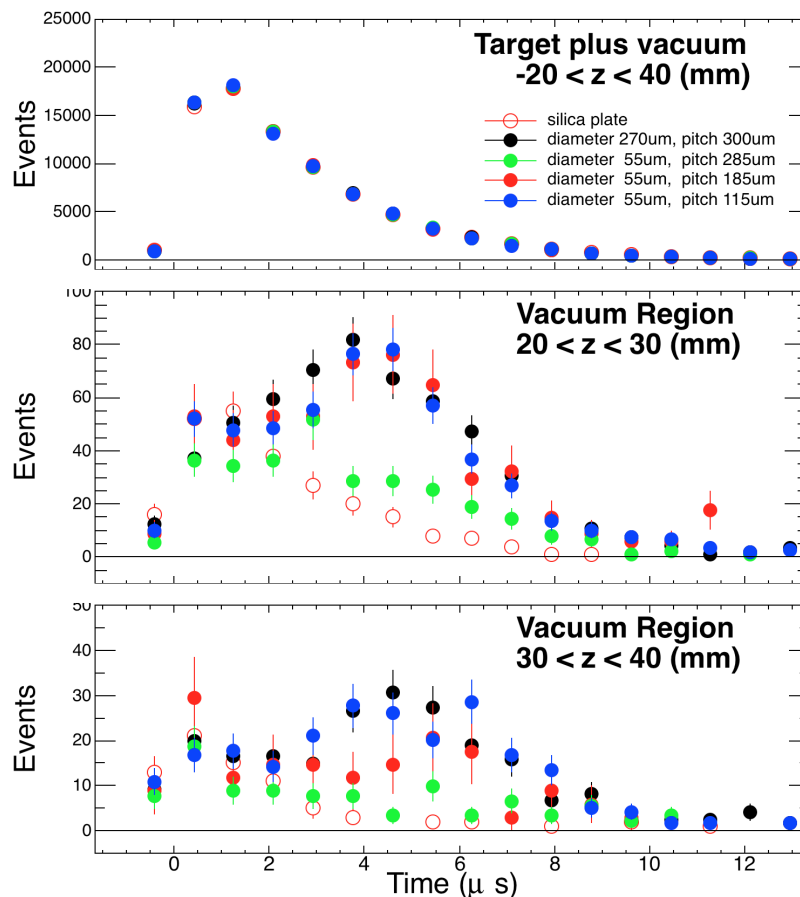 25000
20000
15000
10000
5000
0
Events
Target plus vacuum
-20 < z < 40 (mm)
silica plate
diameter 270um, pitch 300um
diameter 55um, pitch 285um
diameter 55um, pitch 185um
diameter 55um, pitch 115um
100
80
60
40
20
0
Events
Vacuum Region
20 < z < 30 (mm)
50
40
30
20
10
0
Events
Vacuum Region
30 < z < 40 (mm)
0 2 4 6 8 10 12
Time (μ s)